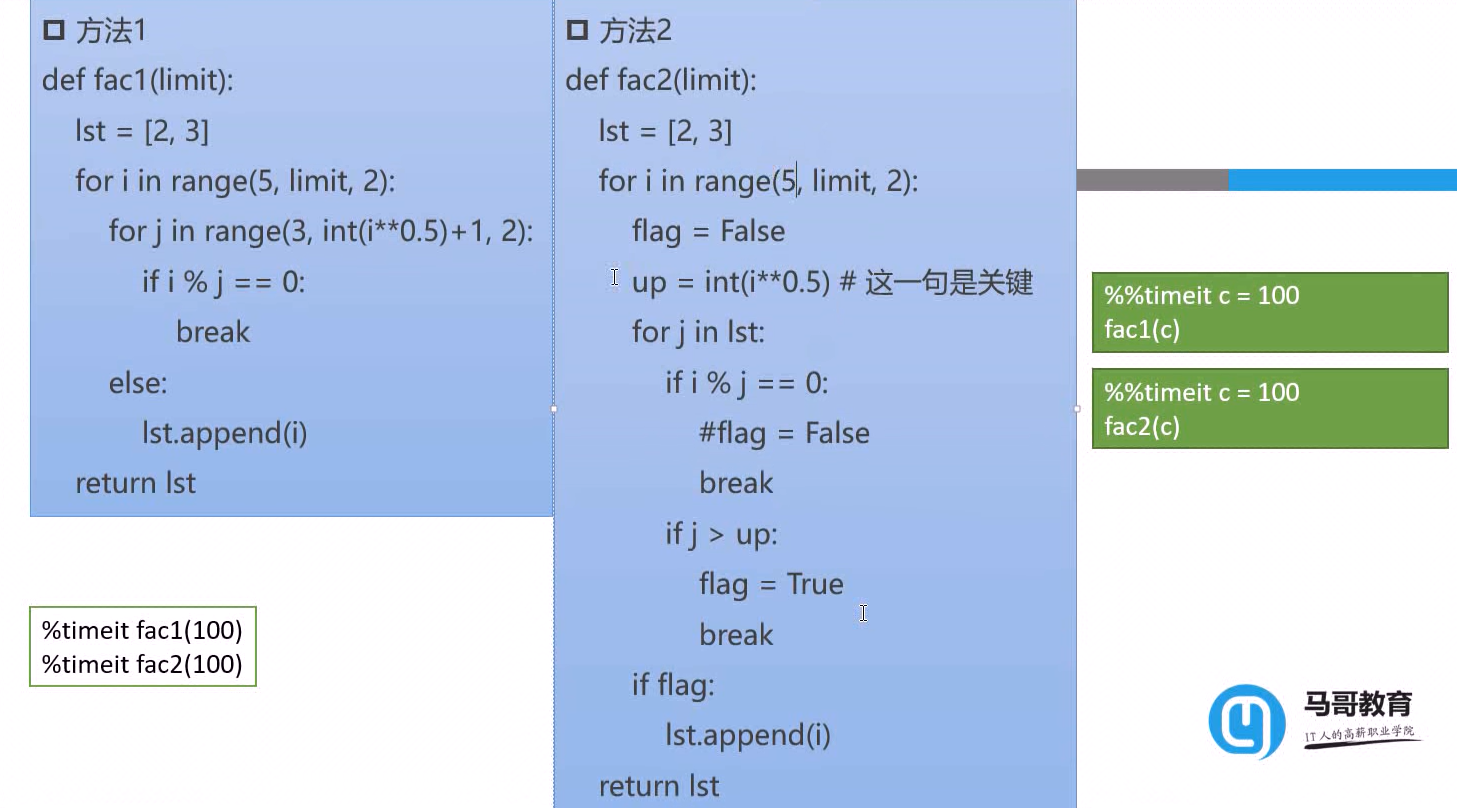 方法1
def fac1(limit):
    lst = [2, 3]
    for i in range(5, limit, 2):
        for j in range(3, int(i**0.5)+1, 2):
            if i % j == 0:
                break
        else:
            lst.append(i)
    return lst
%timeit fac1(100)
%timeit fac2(100)
方法2
def fac2(limit):
    lst = [2, 3]
    for i in range(5, limit, 2):
        flag = False
        up = int(i**0.5) # 这一句是关键
        for j in lst:
            if i % j == 0:
                #flag = False
                break
            if j > up:
                flag = True
                break
        if flag:
            lst.append(i)
    return lst
%%timeit c = 100
fac1(c)
%%timeit c = 100
fac2(c)
马哥教育
IT人的高薪职业学院